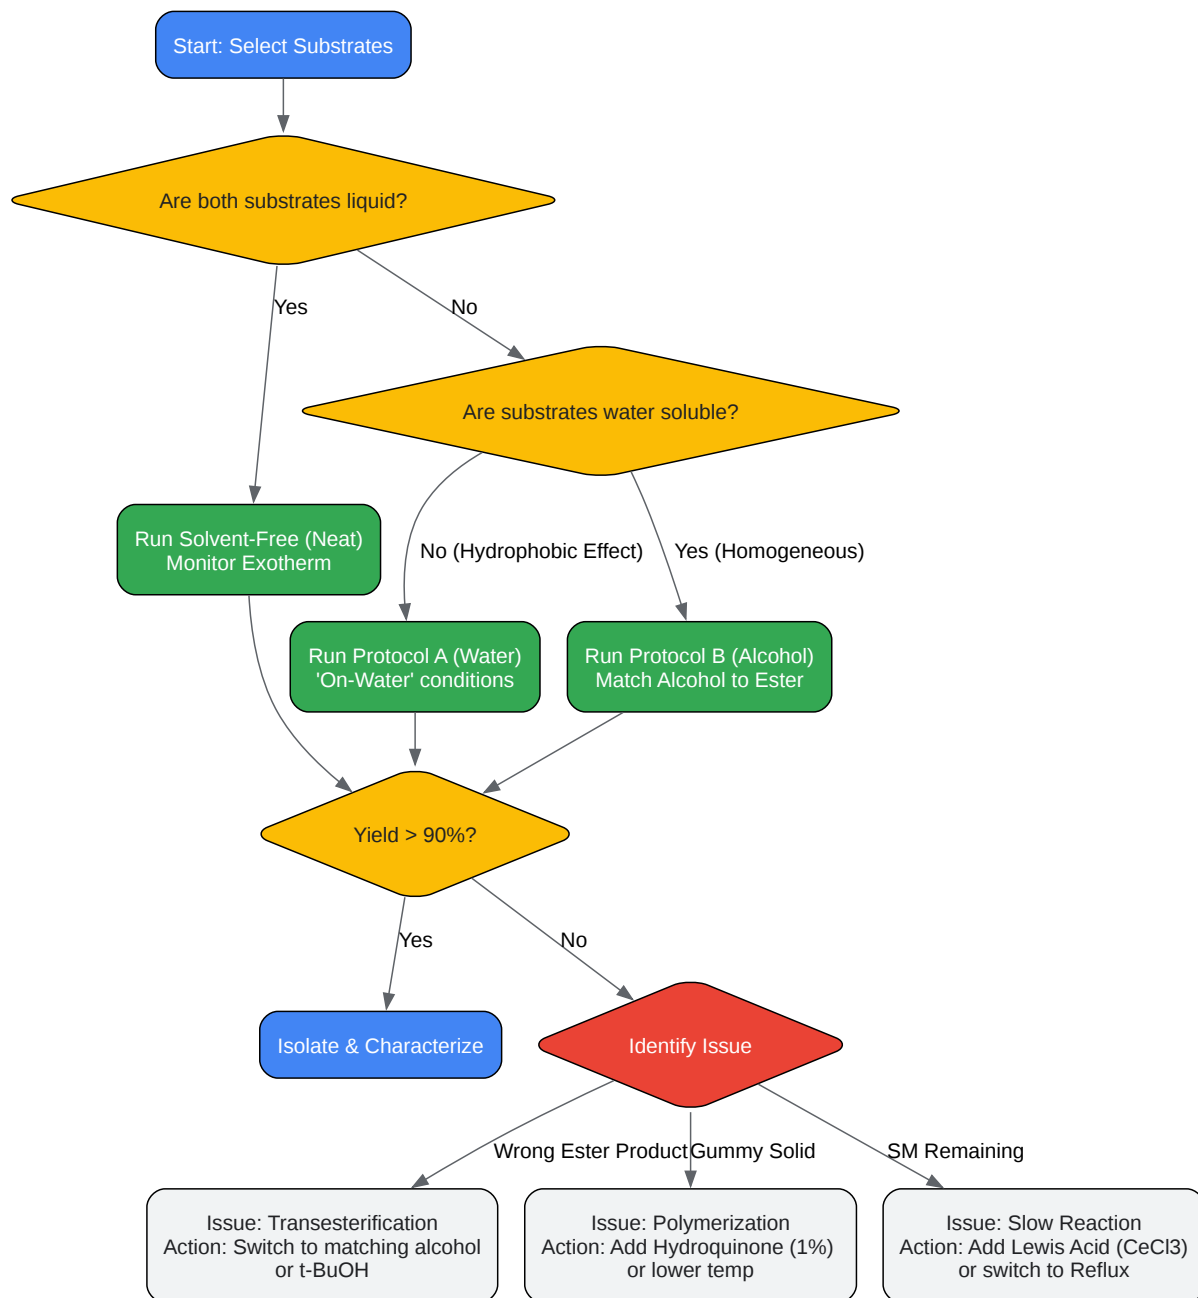 Start: Select Substrates
Are both substrates liquid?
Yes
No
Are substrates water soluble?
Run Solvent-Free (Neat)
Monitor Exotherm
No (Hydrophobic Effect)
Yes (Homogeneous)
Run Protocol A (Water)
'On-Water' conditions
Run Protocol B (Alcohol)
Match Alcohol to Ester
Yield > 90%?
Yes
No
Isolate & Characterize
Identify Issue
Wrong Ester Product
Gummy Solid
SM Remaining
Issue: Transesterification
Action: Switch to matching alcohol
or t-BuOH
Issue: Polymerization
Action: Add Hydroquinone (1%)
or lower temp
Issue: Slow Reaction
Action: Add Lewis Acid (CeCl3)
or switch to Reflux